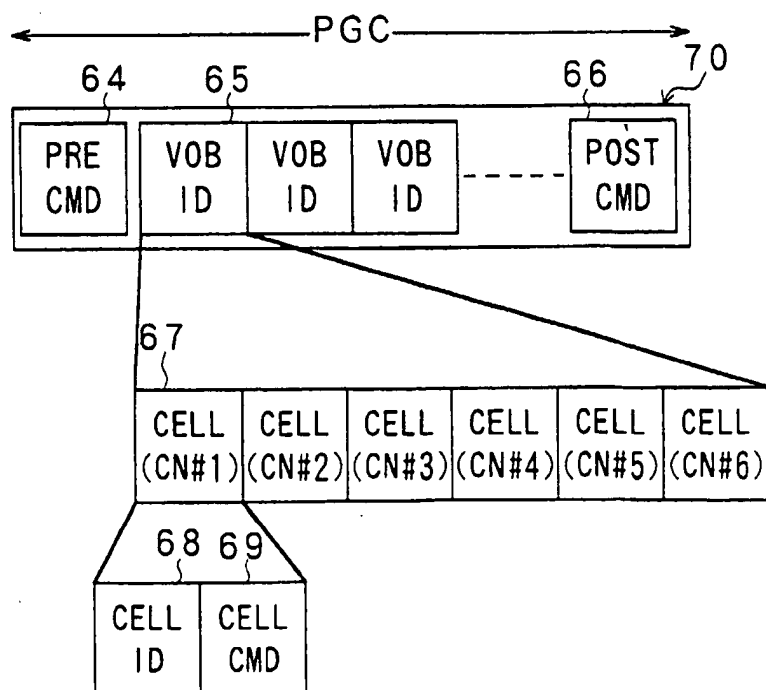 PGC
64 65 66 70
PRE CMD
VOB ID
VOB ID
VOB ID
POST CMD
67
CELL (CN#1)
CELL (CN#2)
CELL (CN#3)
CELL (CN#4)
CELL (CN#5)
CELL (CN#6)
68 69
CELL ID
CELL CMD